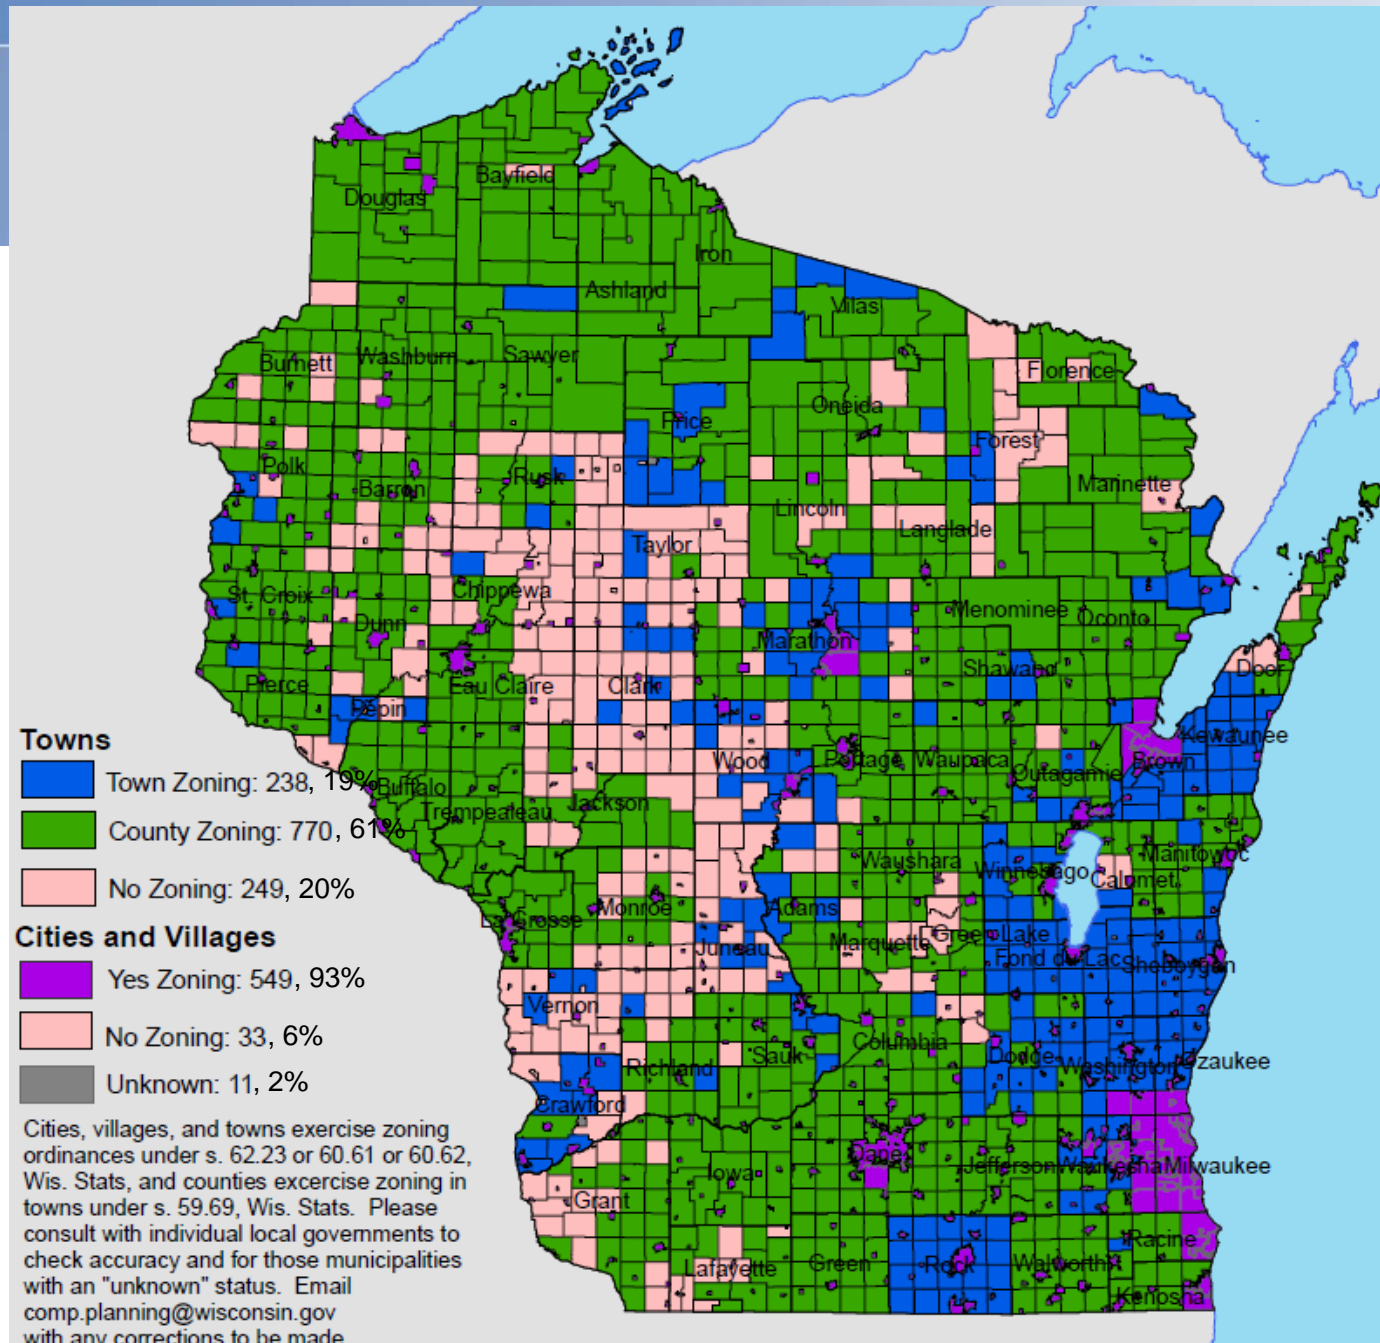 Bayfield
Douglas
Iron
Ashland
Vilas
Burnett
Washburn
Sawyer
Florence
Oneida
Price
Forest
Polk
Rusk
Barron
Marinette
Lincoln
Langlade
Taylor
Chippewa
St. Croix
Menominee
Oconto
Dunn
Marathon
Shawano
Door
Pierce
Eau Claire
Clark
Pepin
Kewaunee
Wood
Portage
Waupaca
Brown
Outagamie
Buffalo
Jackson
Trempealeau
Manitowoc
Waushara
Winnebago
Calumet
Monroe
Adams
La Crosse
Green Lake
Juneau
Marquette
Fond du Lac
Sheboygan
Vernon
Columbia
Sauk
Dodge
Washington
Ozaukee
Richland
Crawford
Dane
Jefferson
Waukesha
Milwaukee
Iowa
Grant
Racine
Lafayette
Green
Rock
Walworth
Kenosha
Towns
Town Zoning: 238, 19%
County Zoning: 770, 61%
No Zoning: 249, 20%
Cities and Villages
Yes Zoning: 549, 93%
No Zoning: 33, 6%
Unknown: 11, 2%
Cities, villages, and towns exercise zoning
ordinances under s. 62.23 or 60.61 or 60.62,
Wis. Stats, and counties excercise zoning in
towns under s. 59.69, Wis. Stats. Please
consult with individual local governments to
check accuracy and for those municipalities
with an "unknown" status. Email
comp.planning@wisconsin.gov
with any corrections to be made